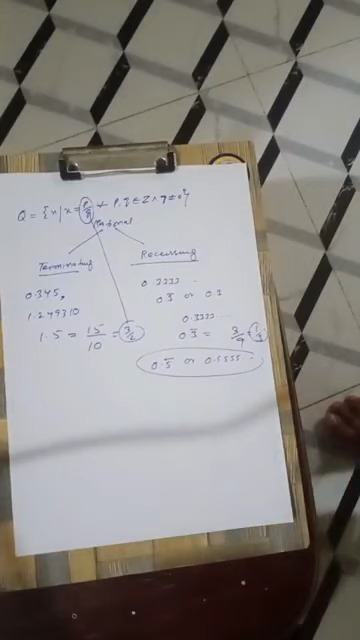 Q = {x | x = p/q ∧ p, q ∈ Z ∧ q ≠ 0}
Rational
Terminating
0.345,
1.249310
1.5 = 15/10 = 3/2
Recurring
0.3333 ..
0.3̅ or 0.3
0.3333 ...
0.3̅ = 3/9 = 1/3
0.5̅ or 0.5555 ...